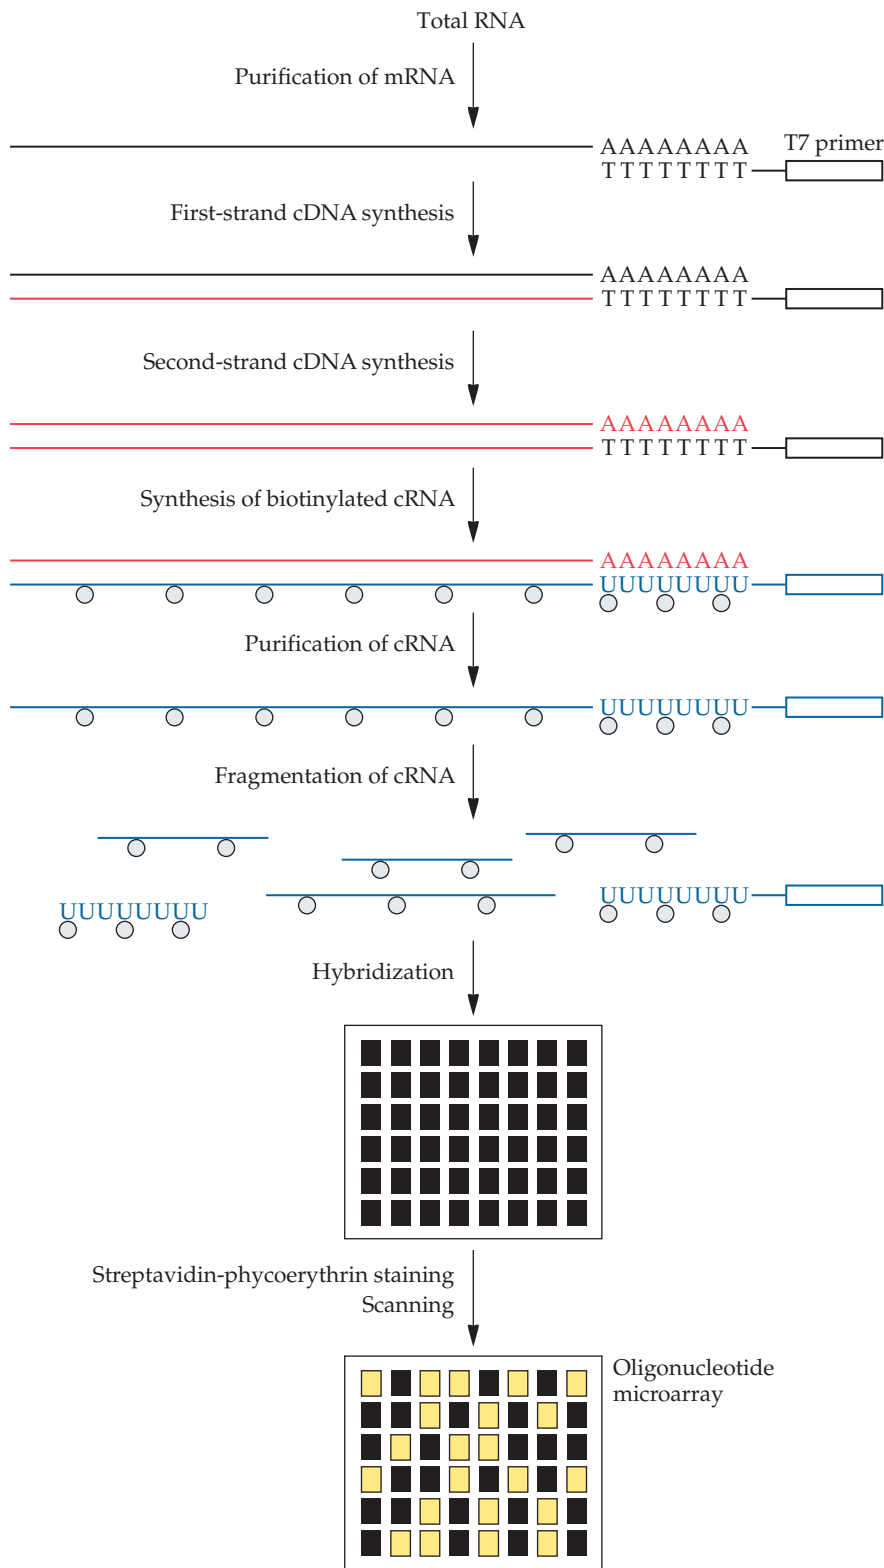 Total RNA
Purification of mRNA
AAAAAAAA
T7 primer
TTTTTTTT
First-strand cDNA synthesis
AAAAAAAA
TTTTTTTT
Second-strand cDNA synthesis
AAAAAAAA
TTTTTTTT
Synthesis of biotinylated cRNA
AAAAAAAA
UUUUUUUU
Purification of cRNA
UUUUUUUU
Fragmentation of cRNA
UUUUUUUU
UUUUUUUU
Hybridization
Streptavidin-phycoerythrin staining
Scanning
Oligonucleotide
microarray